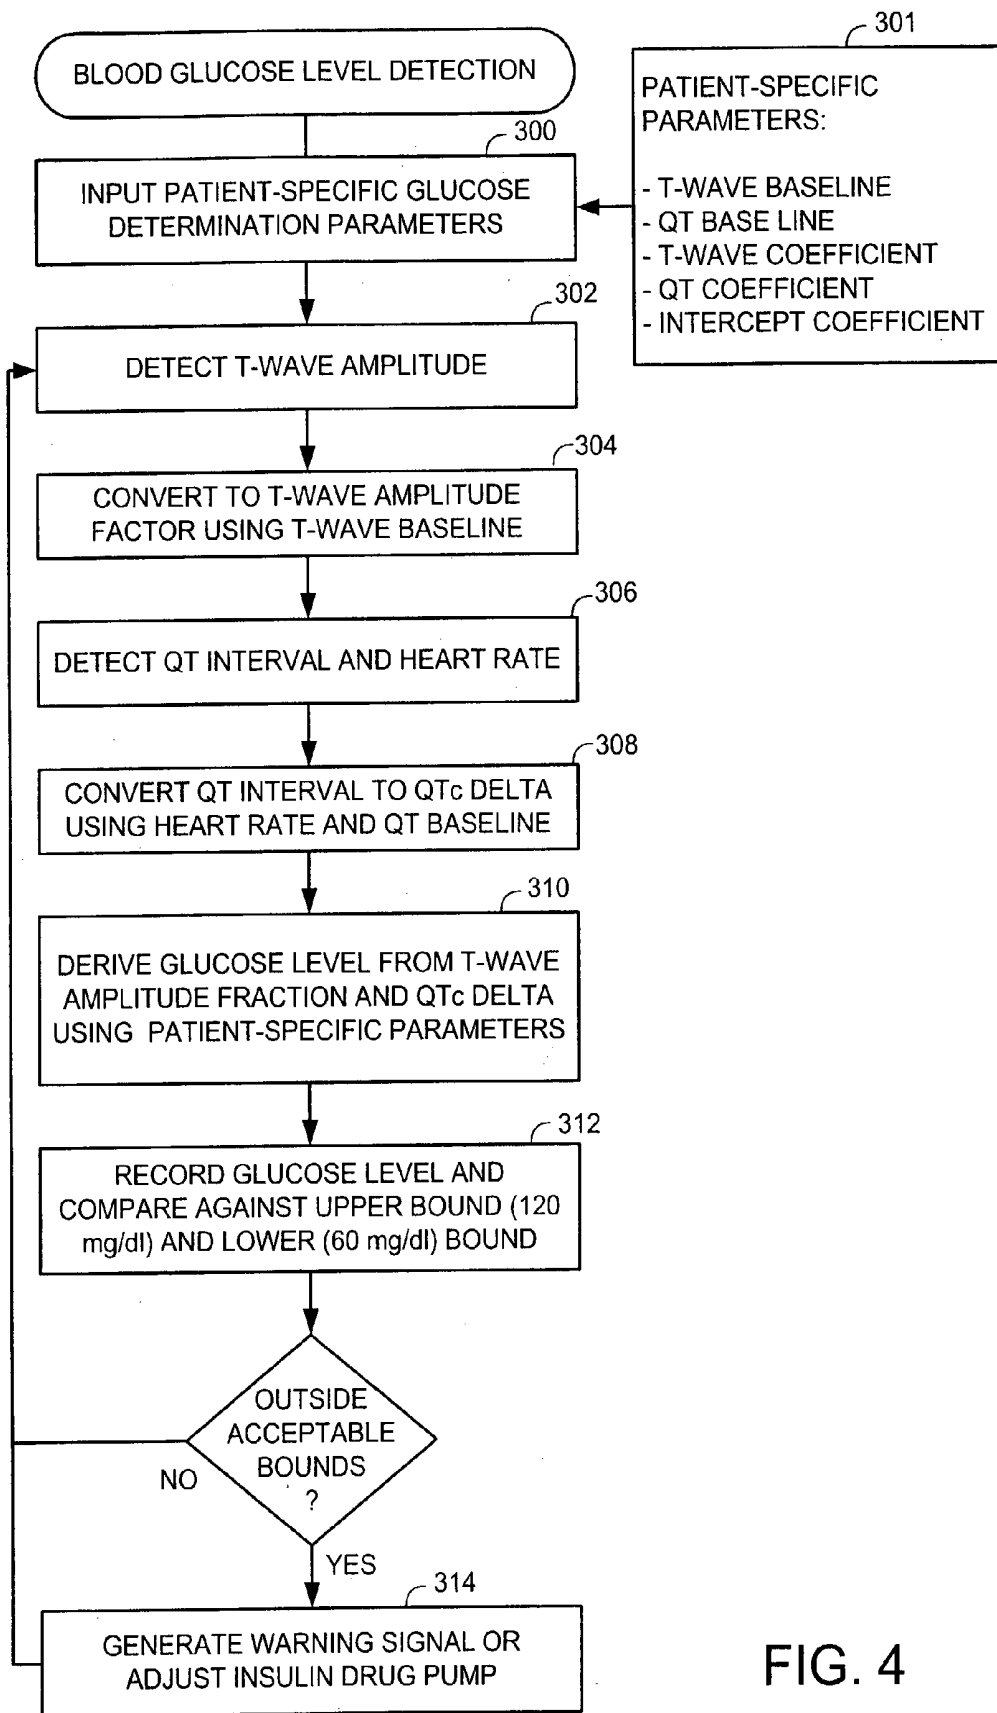 BLOOD GLUCOSE LEVEL DETECTION
301
PATIENT-SPECIFIC
PARAMETERS:
- T-WAVE BASELINE
- QT BASE LINE
- T-WAVE COEFFICIENT
- QT COEFFICIENT
- INTERCEPT COEFFICIENT
300
INPUT PATIENT-SPECIFIC GLUCOSE
DETERMINATION PARAMETERS
302
DETECT T-WAVE AMPLITUDE
304
CONVERT TO T-WAVE AMPLITUDE
FACTOR USING T-WAVE BASELINE
306
DETECT QT INTERVAL AND HEART RATE
308
CONVERT QT INTERVAL TO QTc DELTA
USING HEART RATE AND QT BASELINE
310
DERIVE GLUCOSE LEVEL FROM T-WAVE
AMPLITUDE FRACTION AND QTc DELTA
USING PATIENT-SPECIFIC PARAMETERS
312
RECORD GLUCOSE LEVEL AND
COMPARE AGAINST UPPER BOUND (120
mg/dl) AND LOWER (60 mg/dl) BOUND
OUTSIDE
ACCEPTABLE
BOUNDS
?
NO
YES
314
GENERATE WARNING SIGNAL OR
ADJUST INSULIN DRUG PUMP
FIG. 4